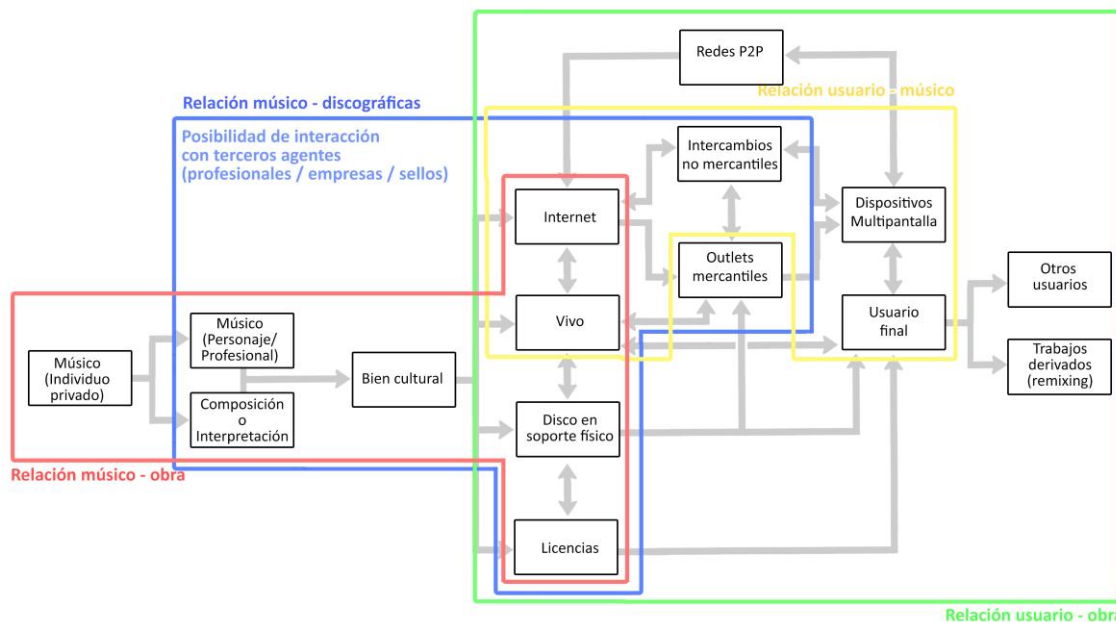 Redes P2P
Relación usuario - músico
Relación músico - discográficas
Posibilidad de interacción
con terceros agentes
(profesionales / empresas / sellos)
Intercambios
no mercantiles
Internet
Dispositivos
Multipantalla
Outlets
mercantiles
Otros
usuarios
Vivo
Usuario
final
Músico
(Individuo
privado)
Músico
(Personaje/
Profesional)
Bien cultural
Trabajos
derivados
(remixing)
Composición
o
Interpretación
Disco en
soporte físico
Relación músico - obra
Licencias
Relación usuario - obra